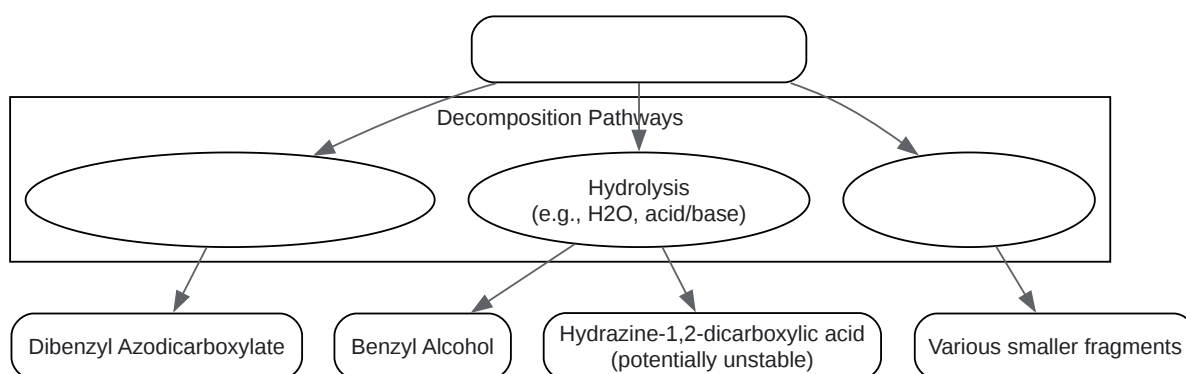 Decomposition Pathways
Hydrolysis
(e.g., H2O, acid/base)
Dibenzyl Azodicarboxylate
Benzyl Alcohol
Hydrazine-1,2-dicarboxylic acid
(potentially unstable)
Various smaller fragments